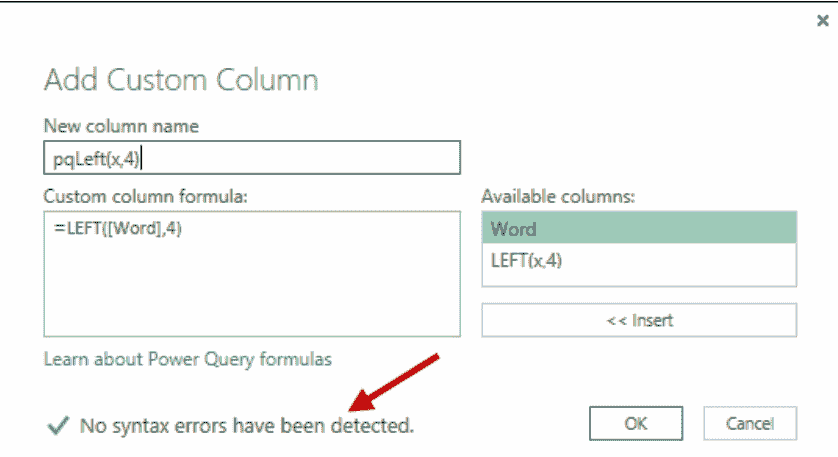 Add Custom Column
New column name
pqLeft(x,4)
Custom column formula:
Available columns:
=LEFT([Word],4)
Word
LEFT(x,4)
<< Insert
Learn about Power Query formulas
No syntax errors have been detected.
OK
Cancel